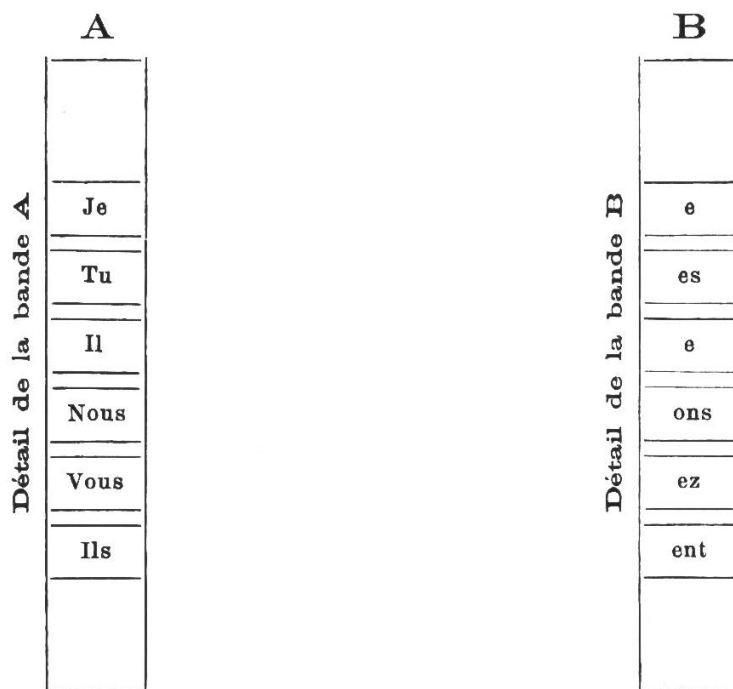 A
Détail de la bande A
Je
Tu
Il
Nous
Vous
Ils
B
Détail de la bande B
e
es
e
ons
ez
ent